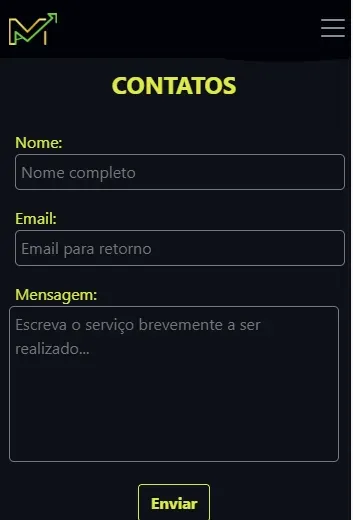 CONTATOS
Nome:
Nome completo
Email:
Email para retorno
Mensagem:
Escreva o serviço brevemente a ser
realizado...
Enviar